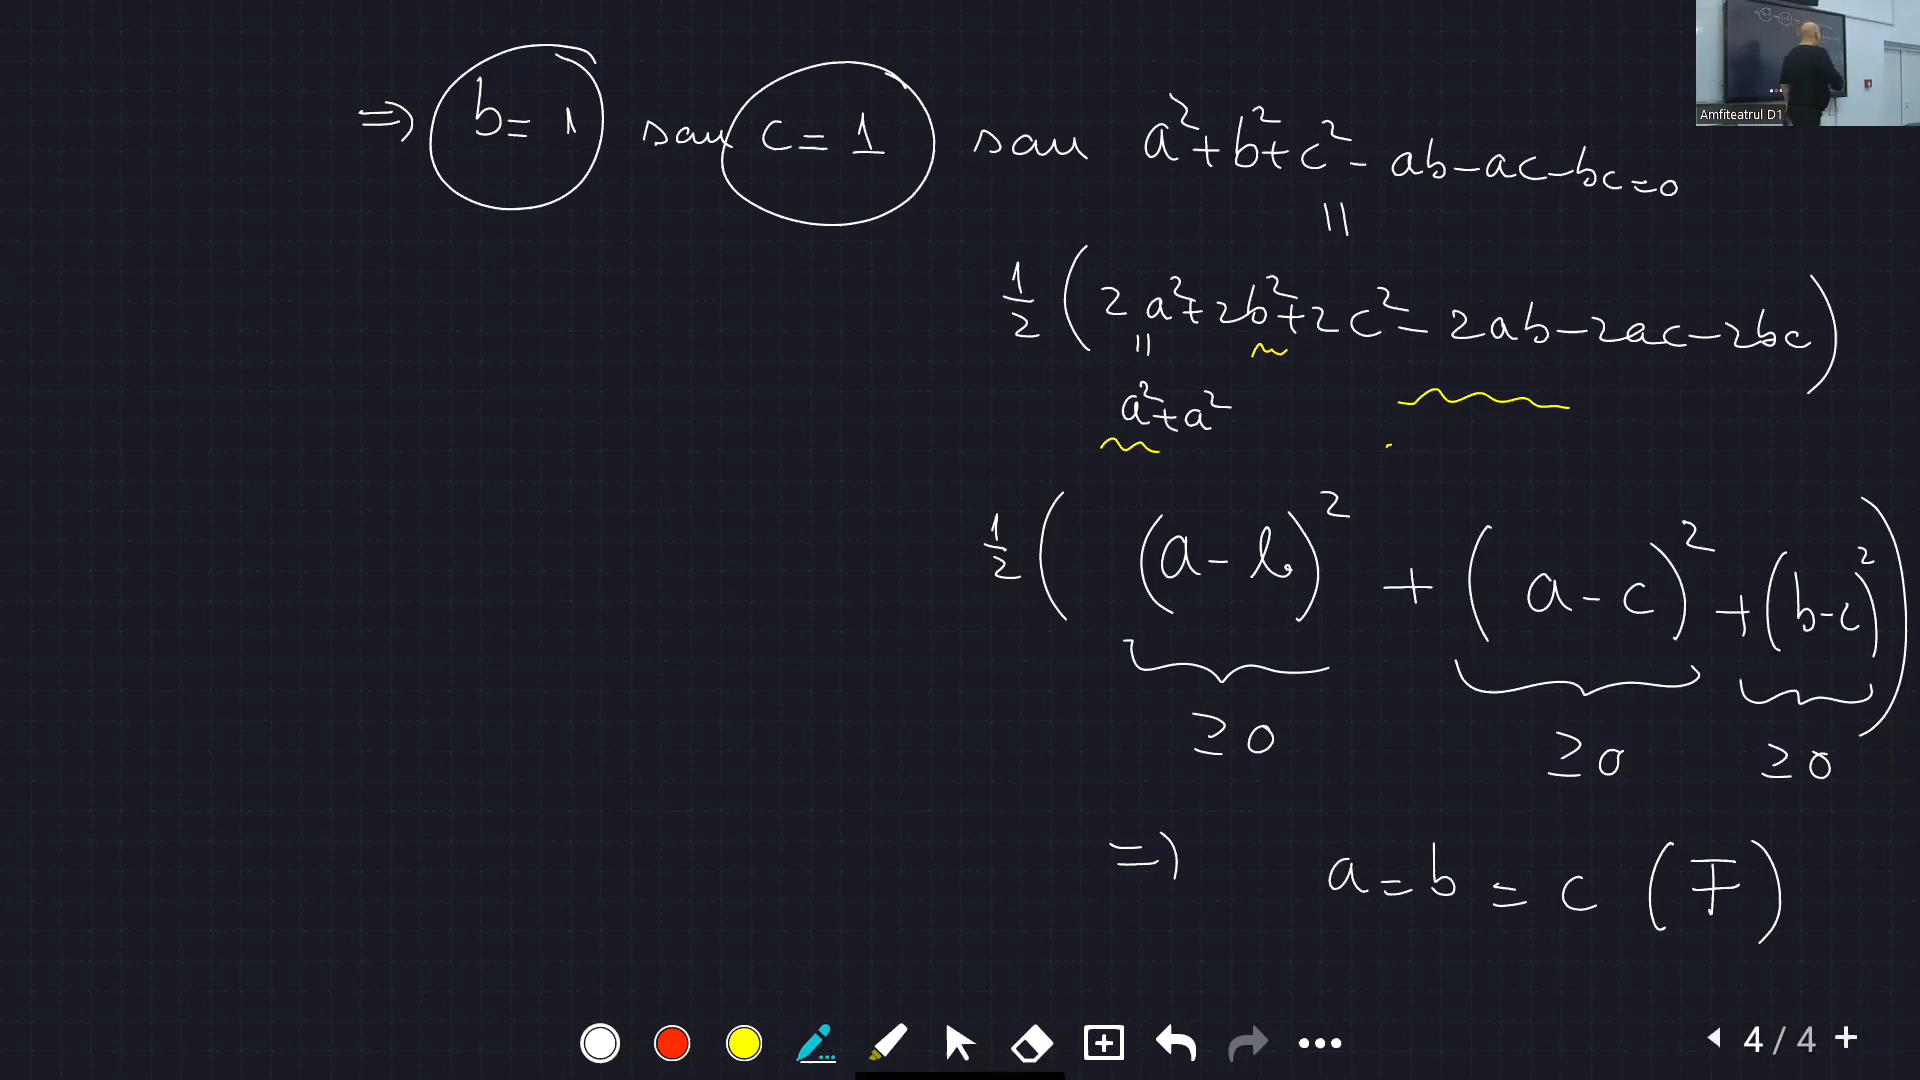 Amfiteatrul D1
=> b = 1 sau c = 1 sau a² + b² + c² - ab - ac - bc = 0
=
1/2 ( 2a² + 2b² + 2c² - 2ab - 2ac - 2bc )
=
a² + a²
1/2 ( (a - b)² + (a - c)² + (b - c)² )
≥ 0 ≥ 0 ≥ 0
=> a = b = c (F)
4 / 4